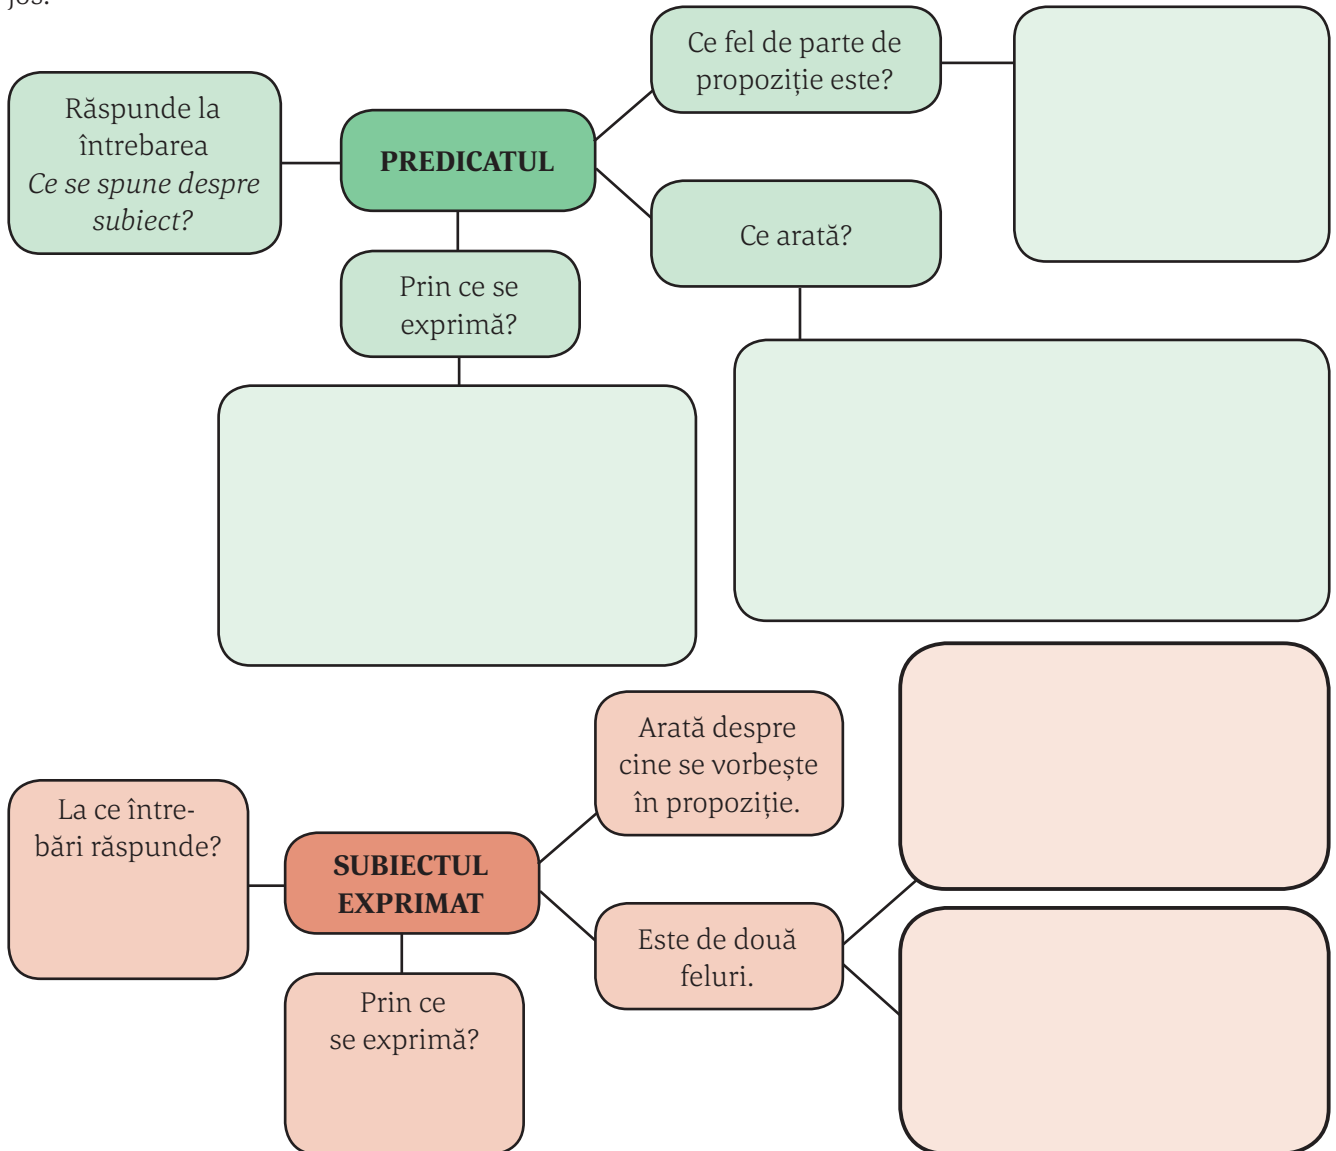 jos.
Ce fel de parte de
propoziție este?
Răspunde la
întrebarea
Ce se spune despre
subiect?
PREDICATUL
Ce arată?
Prin ce se
exprimă?
Arată despre
cine se vorbește
în propoziție.
La ce între-
bări răspunde?
SUBIECTUL
EXPRIMAT
Este de două
feluri.
Prin ce
se exprimă?